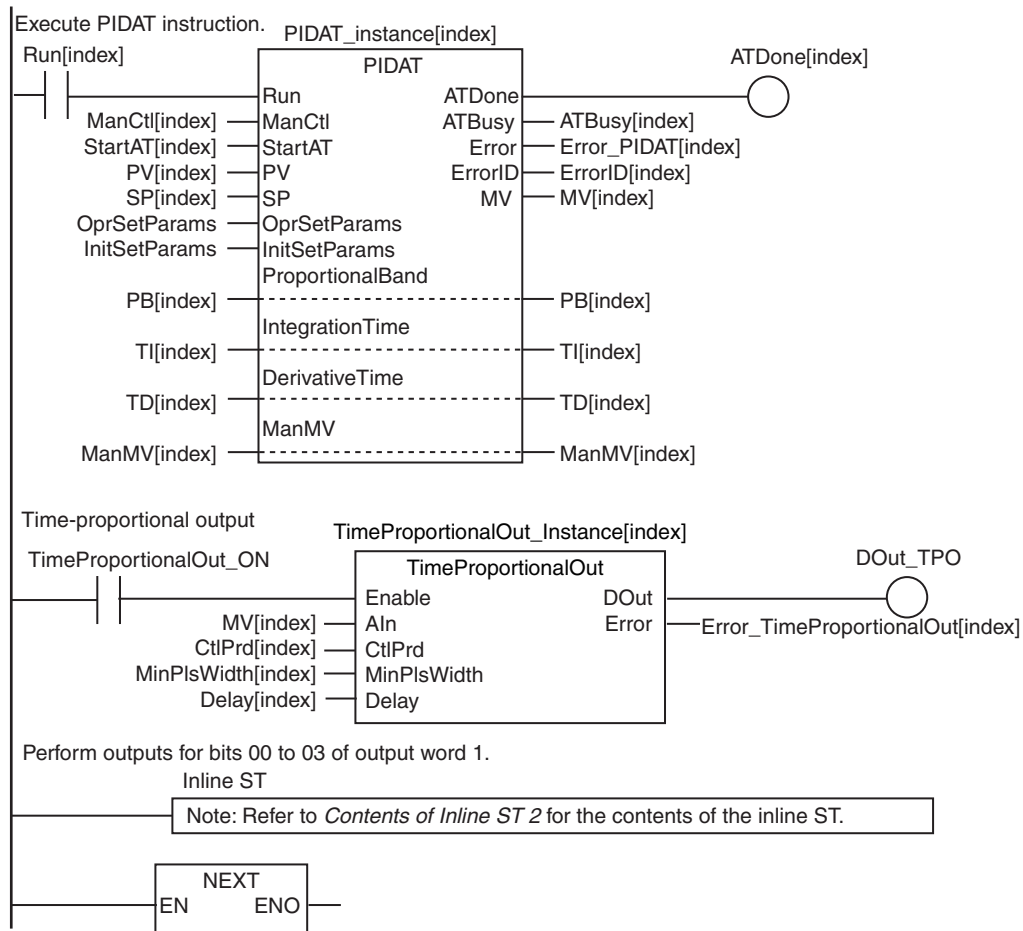 Execute PIDAT instruction.
PIDAT_instance[index]
Run[index]
PIDAT
ATDone[index]
Run ATDone
ManCtl[index] ManCtl ATBusy ATBusy[index]
StartAT[index] StartAT Error Error_PIDAT[index]
PV[index] PV ErrorID ErrorID[index]
SP[index] SP MV MV[index]
OprSetParams OprSetParams
InitSetParams InitSetParams
ProportionalBand
PB[index] PB[index]
IntegrationTime
TI[index] TI[index]
DerivativeTime
TD[index] TD[index]
ManMV
ManMV[index] ManMV[index]
Time-proportional output
TimeProportionalOut_Instance[index]
TimeProportionalOut_ON
TimeProportionalOut
DOut_TPO
Enable DOut
MV[index] AIn Error Error_TimeProportionalOut[index]
CtlPrd[index] CtlPrd
MinPlsWidth[index] MinPlsWidth
Delay[index] Delay
Perform outputs for bits 00 to 03 of output word 1.
Inline ST
Note: Refer to Contents of Inline ST 2 for the contents of the inline ST.
NEXT
EN ENO